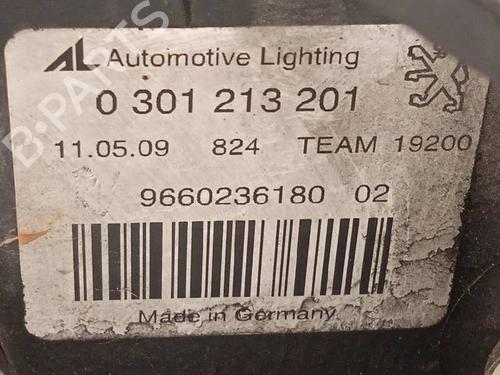 AL Automotive Lighting
0 301 213 201
11.05.09 824 TEAM 19200
9660236180 02
Made in Germany
B-PARTS